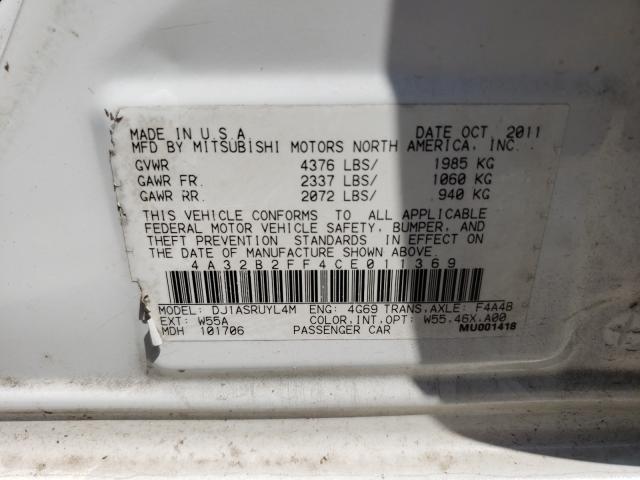 MADE IN U.S.A. DATE OCT. 2011
MFD BY MITSUBISHI MOTORS NORTH AMERICA, INC.
GVWR 4376 LBS/ 1985 KG
GAWR FR. 2337 LBS/ 1060 KG
GAWR RR. 2072 LBS/ 940 KG
THIS VEHICLE CONFORMS TO ALL APPLICABLE
FEDERAL MOTOR VEHICLE SAFETY, BUMPER, AND
THEFT PREVENTION STANDARDS IN EFFECT ON
THE DATE OF MANUFACTURE SHOWN ABOVE.
4A32B2FF4CE011369
MODEL: DJ1ASRUYL4M ENG: 4G69 TRANS,AXLE: F4A4B
EXT: W55A COLOR,INT,OPT: W55.46X.A00
MDH 101706 PASSENGER CAR MU001418